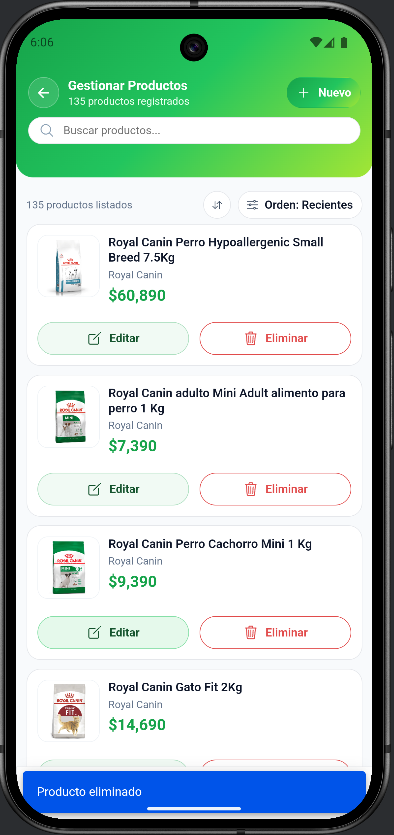 6:06
Gestionar Productos
135 productos registrados
Nuevo
Buscar productos...
135 productos listados
Orden: Recientes
Royal Canin Perro Hypoallergenic Small
Breed 7.5Kg
Royal Canin
$60,890
Editar
Eliminar
Royal Canin adulto Mini Adult alimento para
perro 1 Kg
Royal Canin
$7,390
Editar
Eliminar
Royal Canin Perro Cachorro Mini 1 Kg
Royal Canin
$9,390
Editar
Eliminar
ROYAL CANIN
FIT
Royal Canin Gato Fit 2Kg
Royal Canin
$14,690
Producto eliminado